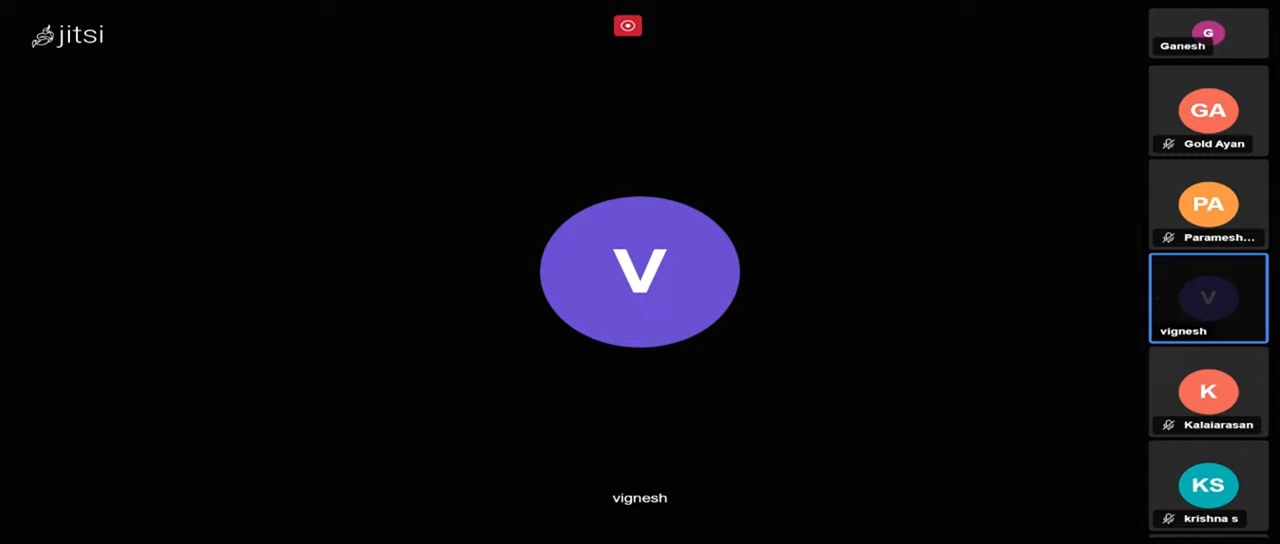 jitsi
V
vignesh
G
Ganesh
GA
Gold Ayan
PA
Paramesh...
V
vignesh
K
Kalaiarasan
KS
krishna s